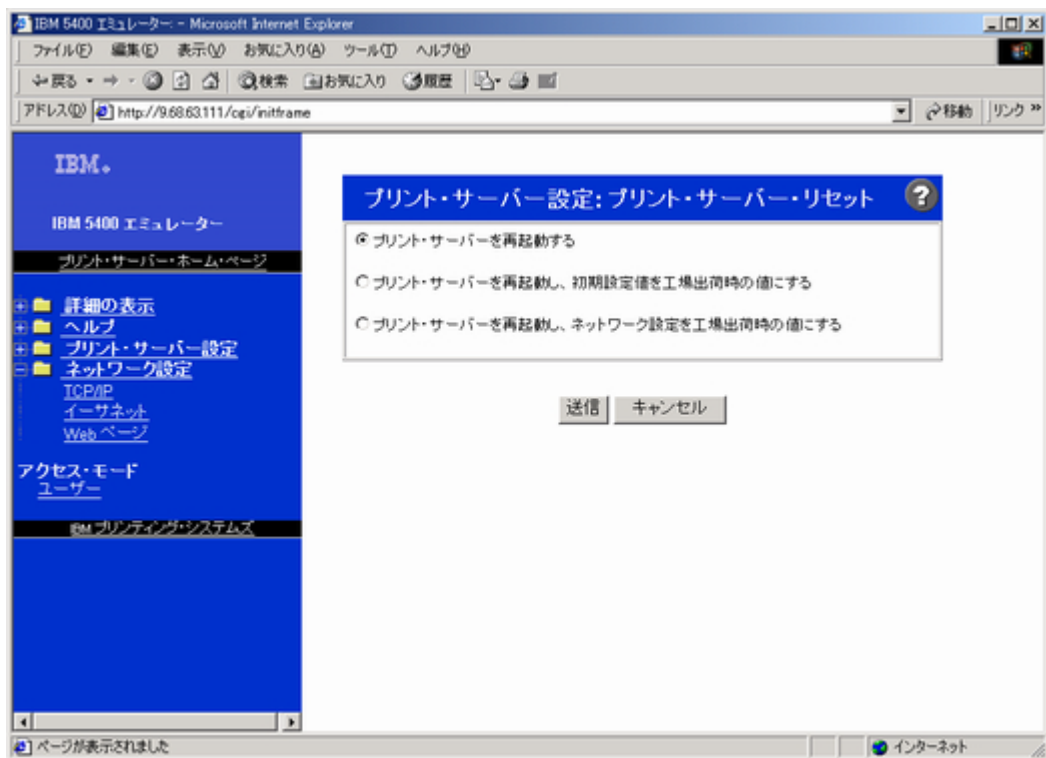 IBM 5400 エミュレーター: - Microsoft Internet Explorer
ファイル(F) 編集(E) 表示(V) お気に入り(A) ツール(T) ヘルプ(H)
戻る 検索 お気に入り 履歴
アドレス(D) http://9.68.63.111/cgi/initframe 移動 リンク »
IBM.
IBM 5400 エミュレーター
プリント・サーバー・ホーム・ページ
詳細の表示
ヘルプ
プリント・サーバー設定
ネットワーク設定
TCP/IP
イーサネット
Web ページ
アクセス・モード
ユーザー
IBM プリンティング・システムズ
プリント・サーバー設定: プリント・サーバー・リセット ?
プリント・サーバーを再起動する
プリント・サーバーを再起動し、初期設定値を工場出荷時の値にする
プリント・サーバーを再起動し、ネットワーク設定を工場出荷時の値にする
送信 キャンセル
ページが表示されました インターネット